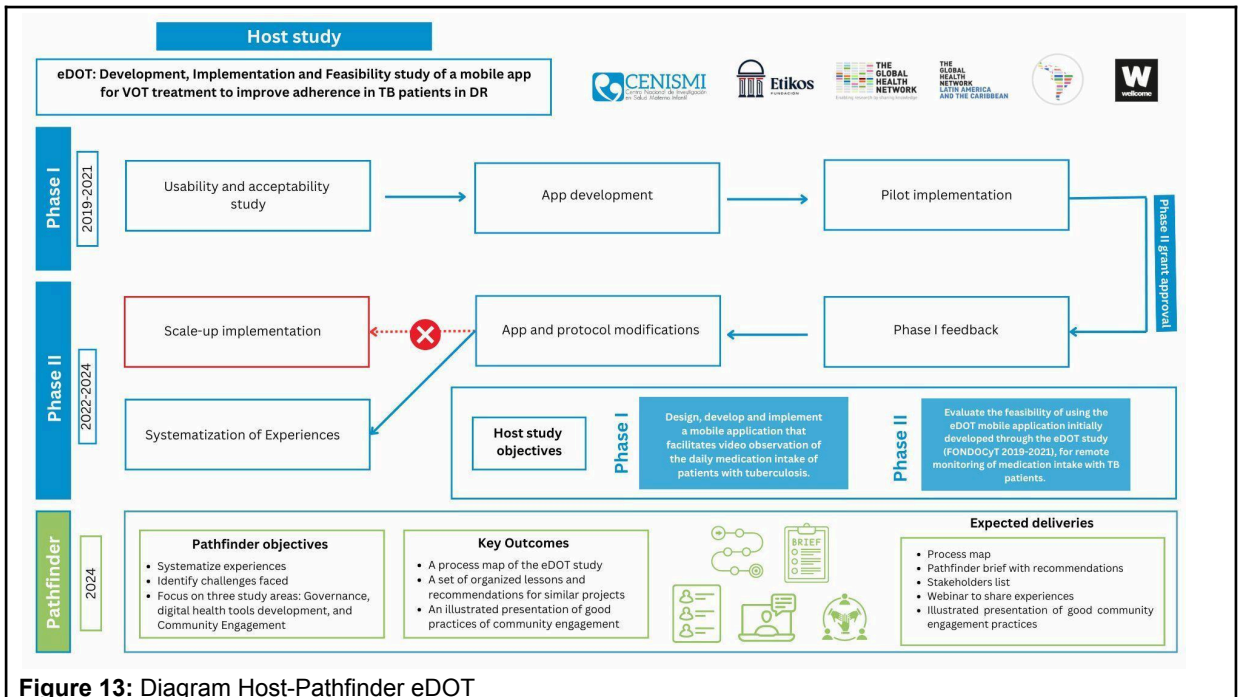 Host study
eDOT: Development, Implementation and Feasibility study of a mobile app
for VOT treatment to improve adherence in TB patients in DR
CENISMI
Centro Nacional de Investigación
en Salud Materno Infantil
Etikos
FUNDACIÓN
THE
GLOBAL
HEALTH
NETWORK
Enabling research by sharing knowledge
THE
GLOBAL
HEALTH
NETWORK
LATIN AMERICA
AND THE CARIBBEAN
W
wellcome
Phase I
2019-2021
Usability and acceptability
study
App development
Pilot implementation
Phase II grant approval
Phase II
2022-2024
Scale-up implementation
App and protocol modifications
Phase I feedback
Systematization of Experiences
Host study
objectives
Phase I
Design, develop and implement
a mobile application that
facilitates video observation of
the daily medication intake of
patients with tuberculosis.
Phase II
Evaluate the feasibility of using the
eDOT mobile application initially
developed through the eDOT study
(FONDOCyT 2019-2021), for remote
monitoring of medication intake with TB
patients.
Pathfinder
2024
Pathfinder objectives
• Systematize experiences
• Identify challenges faced
• Focus on three study areas: Governance,
digital health tools development, and
Community Engagement
Key Outcomes
• A process map of the eDOT study
• A set of organized lessons and
recommendations for similar projects
• An illustrated presentation of good
practices of community engagement
BRIEF
Expected deliveries
• Process map
• Pathfinder brief with recommendations
• Stakeholders list
• Webinar to share experiences
• Illustrated presentation of good community
engagement practices
Figure 13: Diagram Host-Pathfinder eDOT